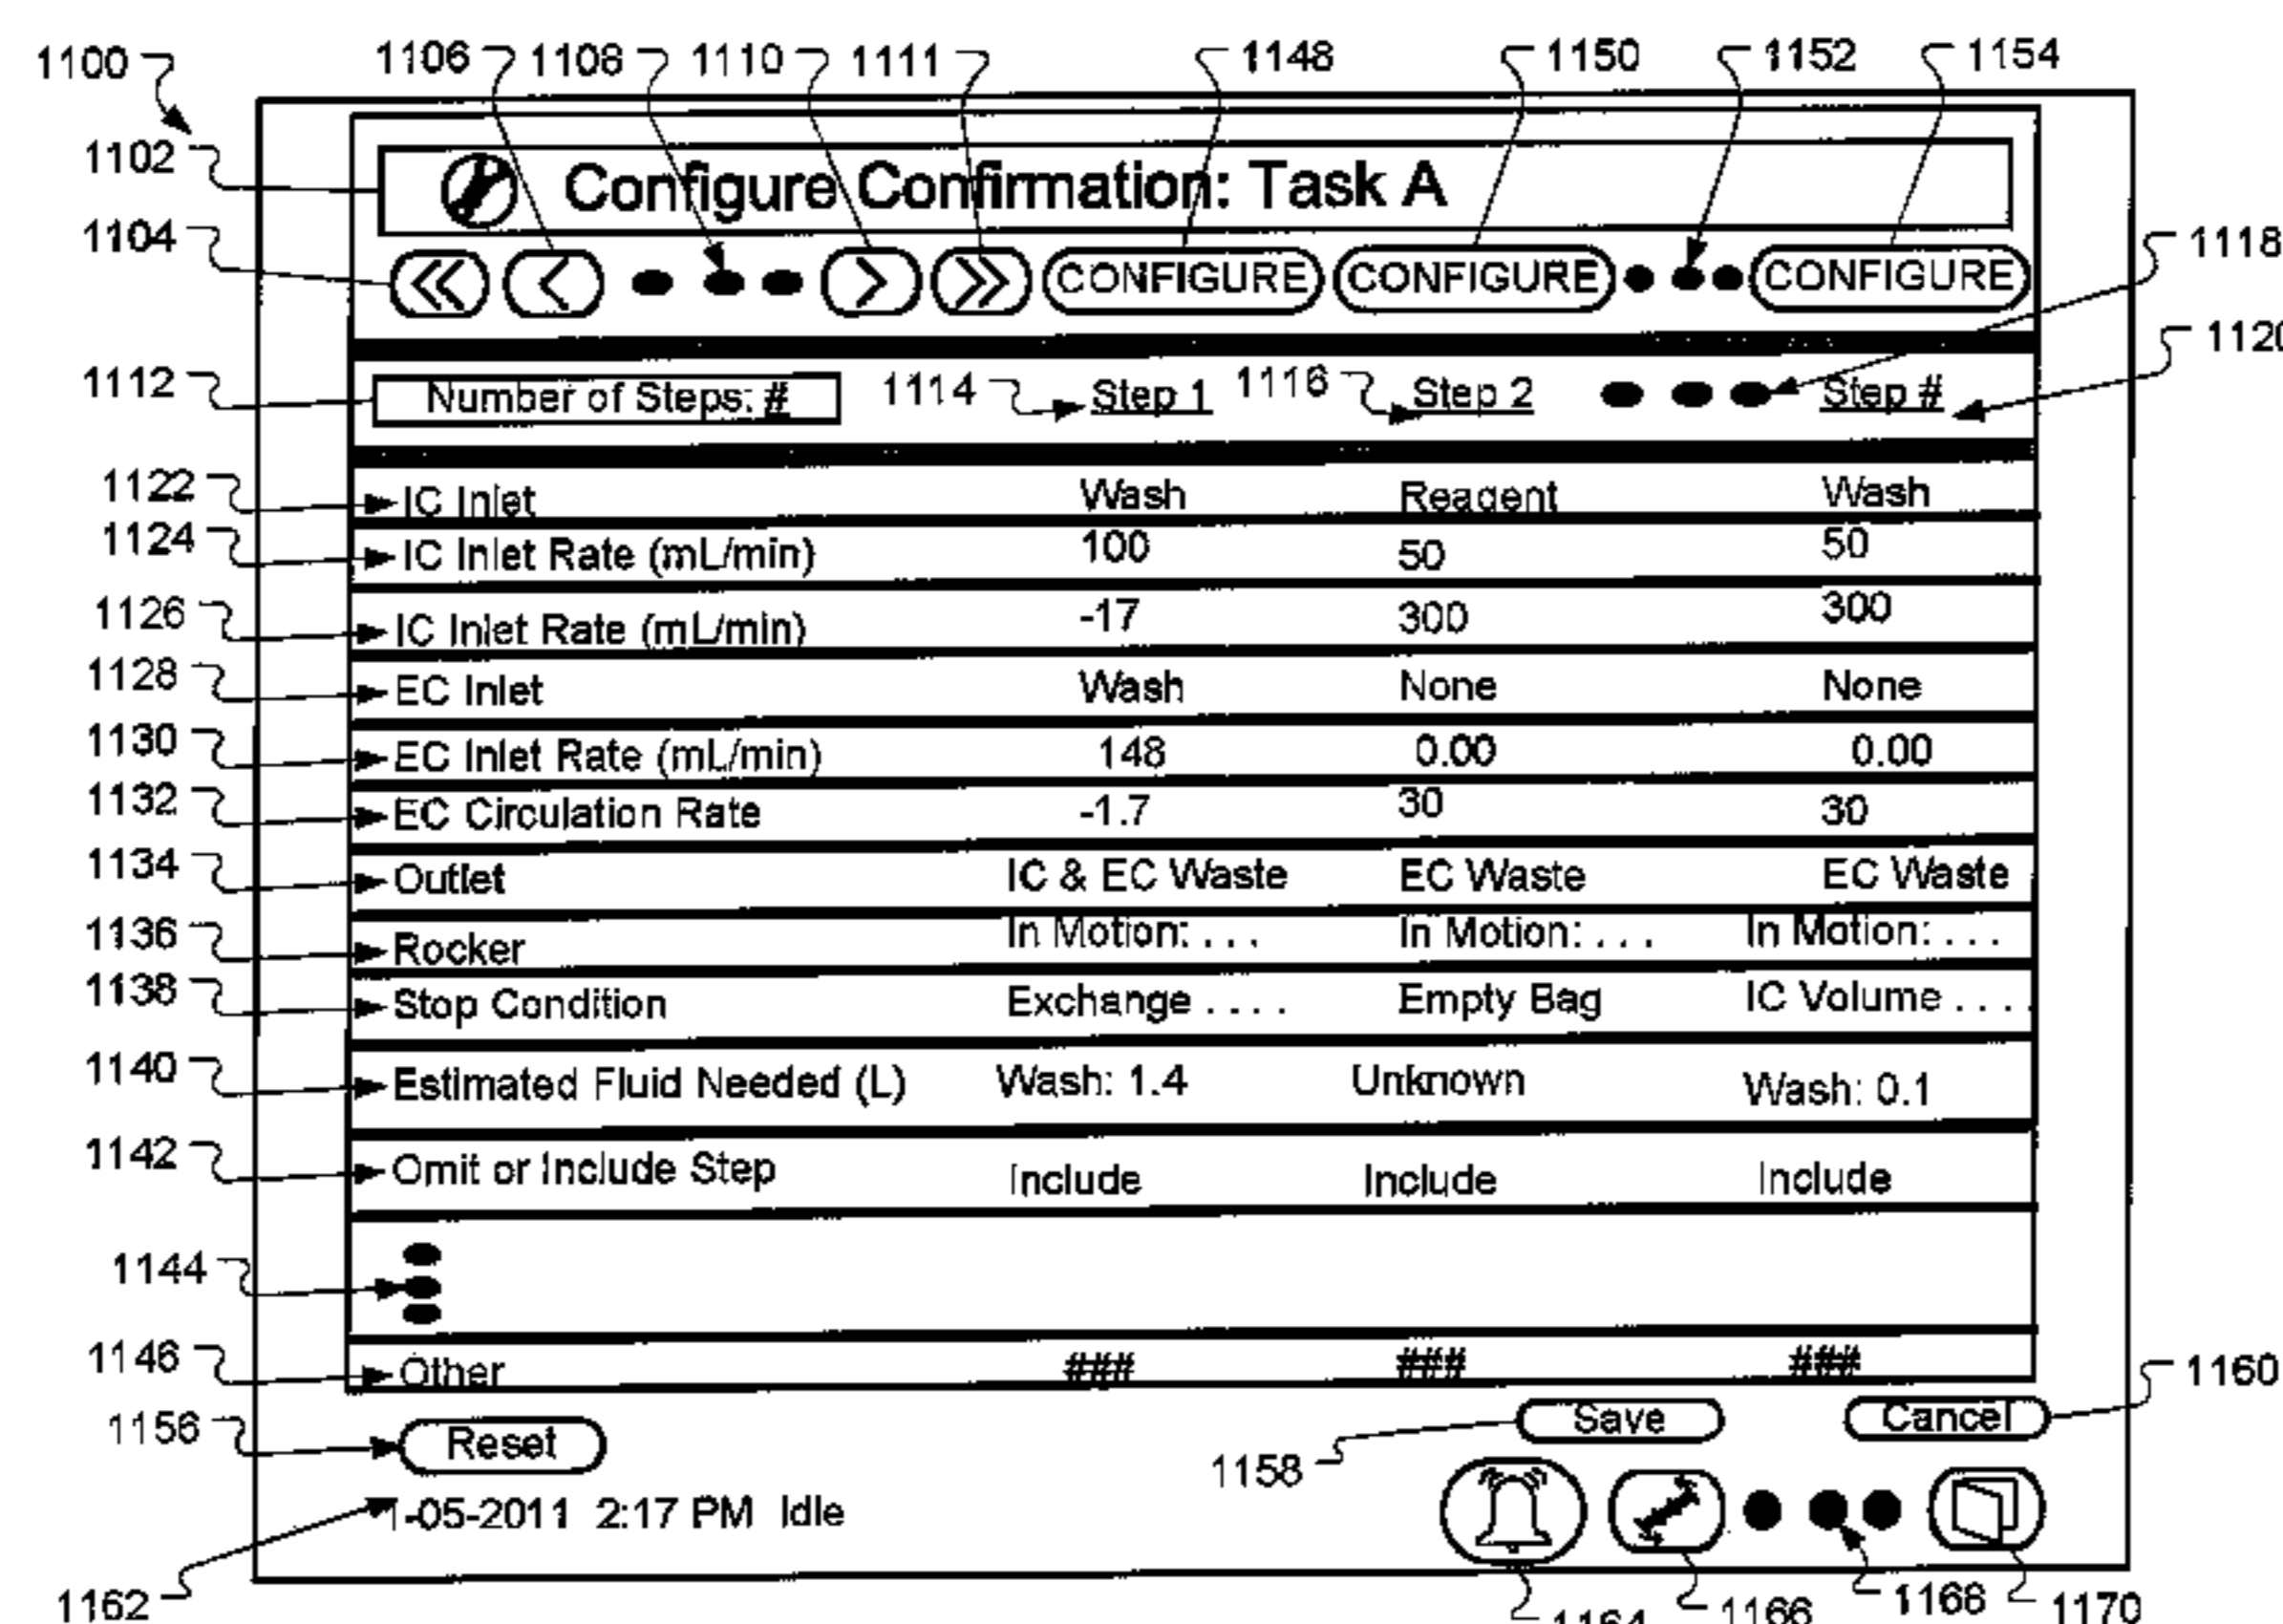 1106 1108 1110 1111 1148 1150 1152 1154
1100
1102 Configure Confirmation: Task A
1104 CONFIGURE CONFIGURE CONFIGURE 1118
1112 Number of Steps: # 1114 Step 1 1116 Step 2 Step #
1122 IC Inlet Wash Reagent Wash
1124 IC Inlet Rate (mL/min) 100 50 50
1126 IC Inlet Rate (mL/min) -17 300 300
1128 EC Inlet Wash None None
1130 EC Inlet Rate (mL/min) 148 0.00 0.00
1132 EC Circulation Rate -1.7 30 30
1134 Outlet IC & EC Waste EC Waste EC Waste
1136 Rocker In Motion: . . . In Motion: . . . In Motion: . . .
1138 Stop Condition Exchange . . . . Empty Bag IC Volume . . . .
1140 Estimated Fluid Needed (L) Wash: 1.4 Unknown Wash: 0.1
1142 Omit or Include Step Include Include Include
1144
1146 Other ### ### ###
1156 Reset 1158 Save Cancel 1160
1-05-2011 2:17 PM Idle
1162 1166 1168 1170